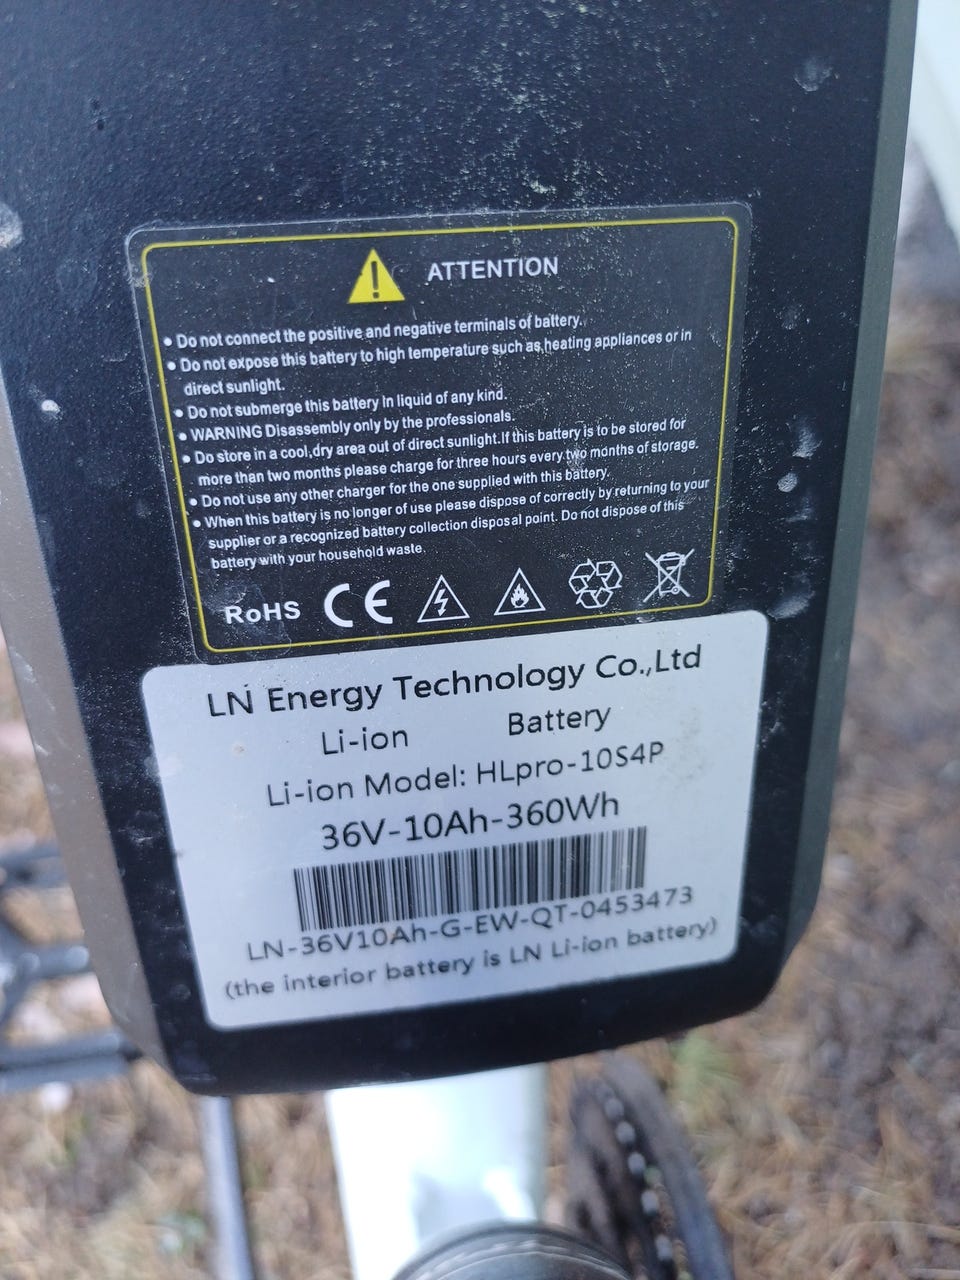 ATTENTION
• Do not connect the positive and negative terminals of battery.
• Do not expose this battery to high temperature such as heating appliances or in
direct sunlight.
• Do not submerge this battery in liquid of any kind.
• WARNING Disassembly only by the professionals.
• Do store in a cool,dry area out of direct sunlight.If this battery is to be stored for
more than two months please charge for three hours every two months of storage.
• Do not use any other charger for the one supplied with this battery.
• When this battery is no longer of use please dispose of correctly by returning to your
supplier or a recognized battery collection disposal point. Do not dispose of this
battery with your household waste.
RoHS CE
LN Energy Technology Co.,Ltd
Li-ion Battery
Li-ion Model: HLpro-10S4P
36V-10Ah-360Wh
LN-36V10Ah-G-EW-QT-0453473
(the interior battery is LN Li-ion battery)